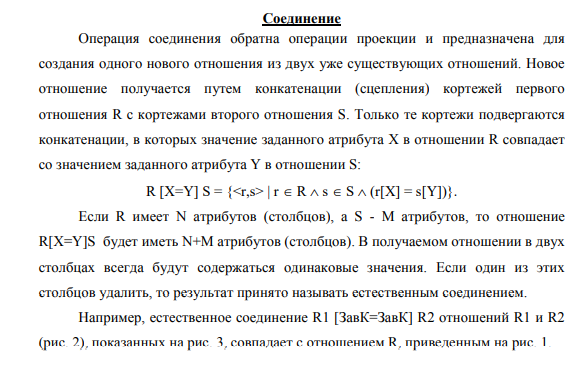 Соединение
Операция соединения обратна операции проекции и предназначена для
создания одного нового отношения из двух уже существующих отношений. Новое
отношение получается путем конкатенации (сцепления) кортежей первого
отношения R с кортежами второго отношения S. Только те кортежи подвергаются
конкатенации, в которых значение заданного атрибута X в отношении R совпадает
со значением заданного атрибута Y в отношении S:
R [X=Y] S = {<r,s> | r ∈ R ∧ s ∈ S ∧ (r[X] = s[Y])}.
Если R имеет N атрибутов (столбцов), а S - M атрибутов, то отношение
R[X=Y]S будет иметь N+M атрибутов (столбцов). В получаемом отношении в двух
столбцах всегда будут содержаться одинаковые значения. Если один из этих
столбцов удалить, то результат принято называть естественным соединением.
Например, естественное соединение R1 [ЗавК=ЗавК] R2 отношений R1 и R2
(рис. 2), показанных на рис. 3, совпадает с отношением R, приведенным на рис. 1.